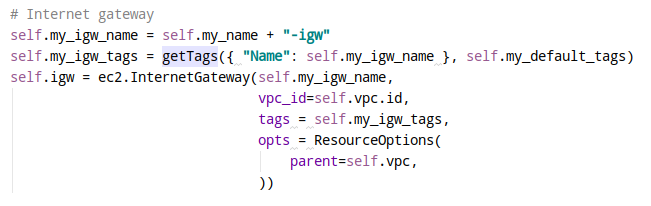 # Internet gateway
self.my_igw_name = self.my_name + "-igw"
self.my_igw_tags = getTags({ "Name": self.my_igw_name }, self.my_default_tags)
self.igw = ec2.InternetGateway(self.my_igw_name,
                               vpc_id=self.vpc.id,
                               tags = self.my_igw_tags,
                               opts = ResourceOptions(
                                   parent=self.vpc,
                               ))